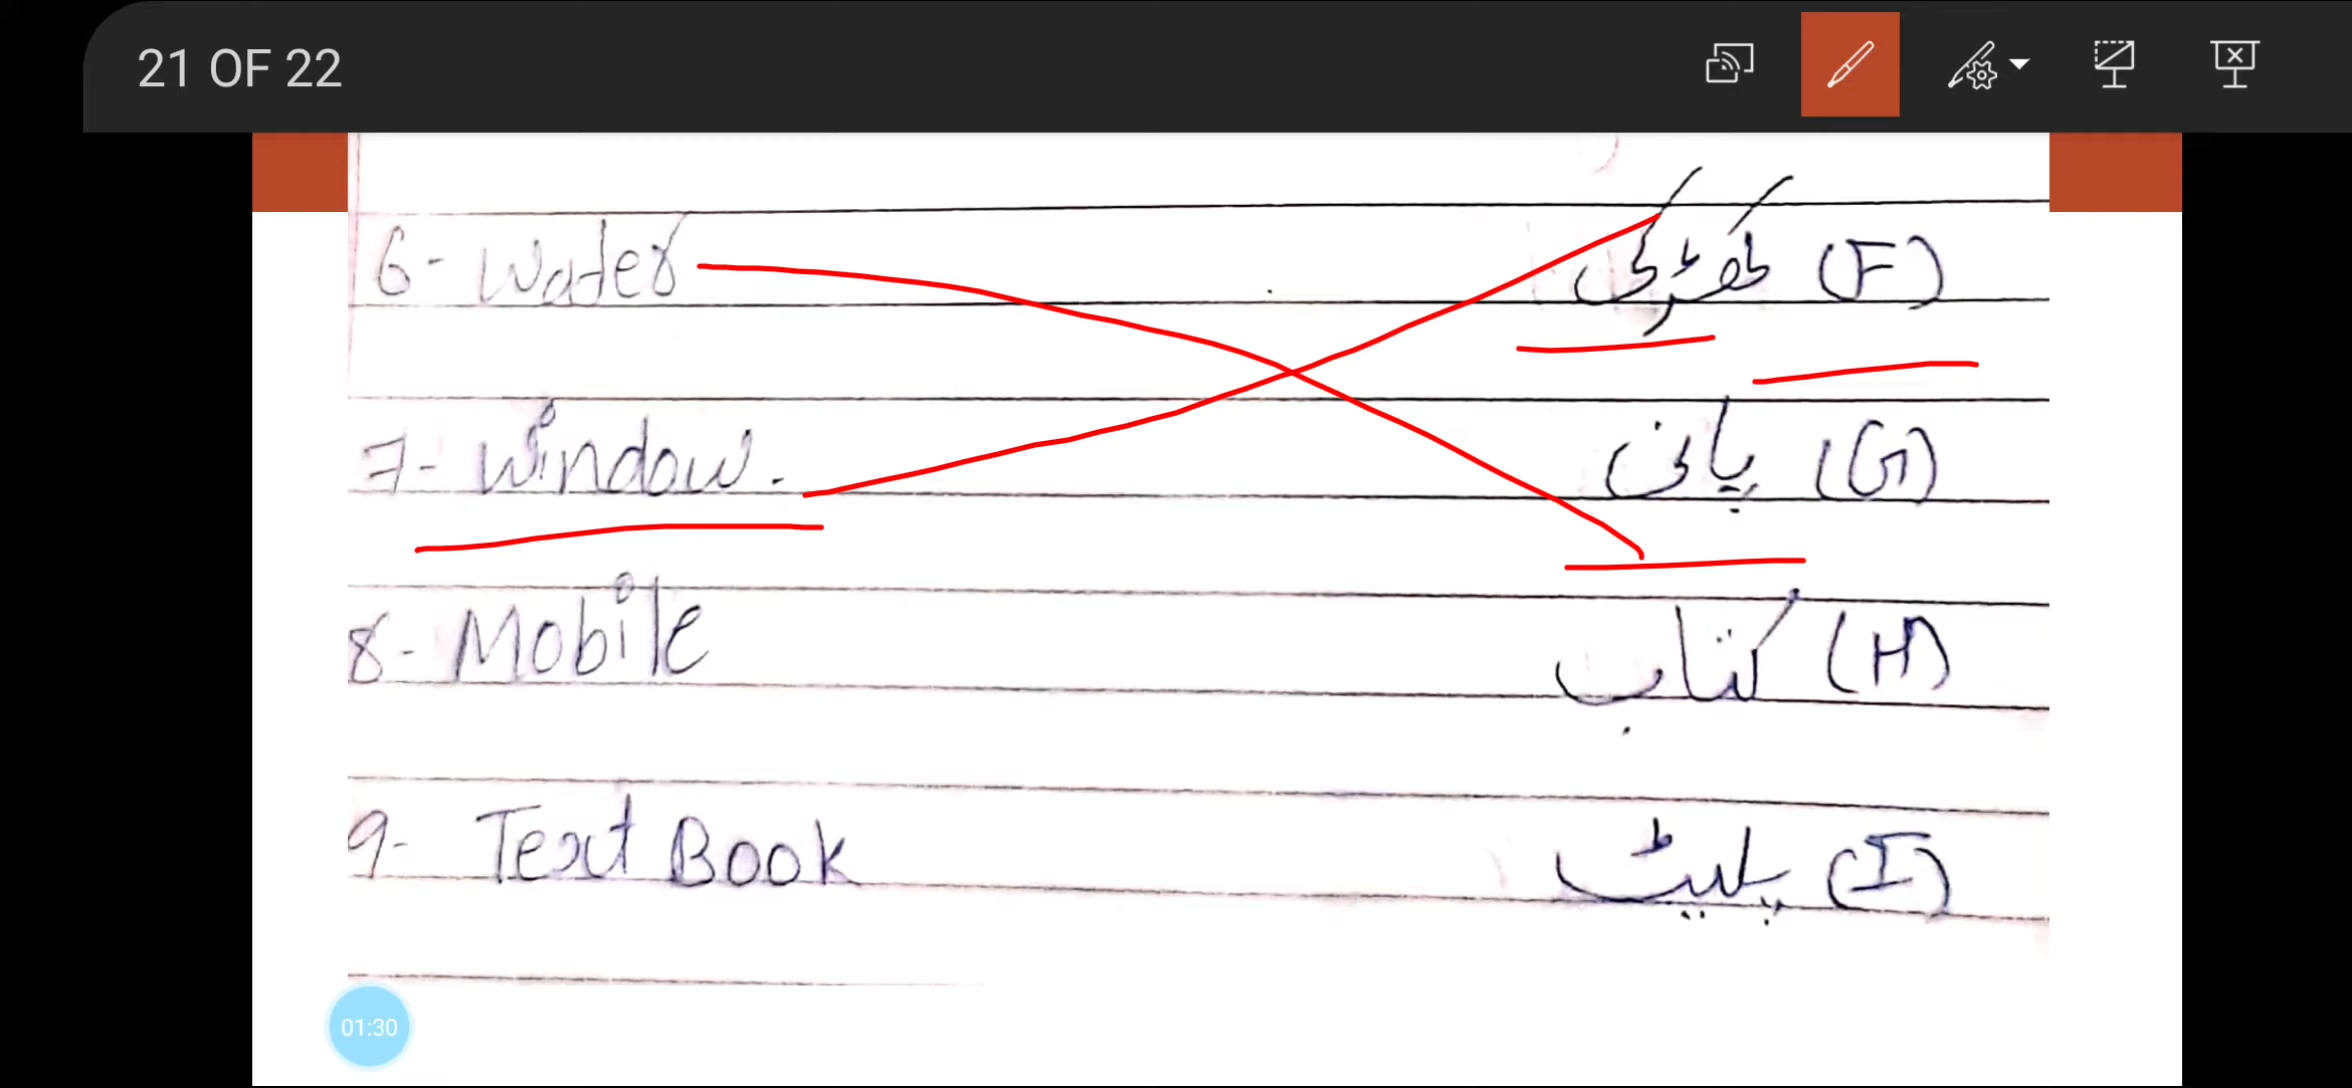 21 OF 22
6- Water کھڑکی (F)
7- Window. پانی (G)
8- Mobile کتاب (H)
9- Text Book پلیٹ (I)
01:30